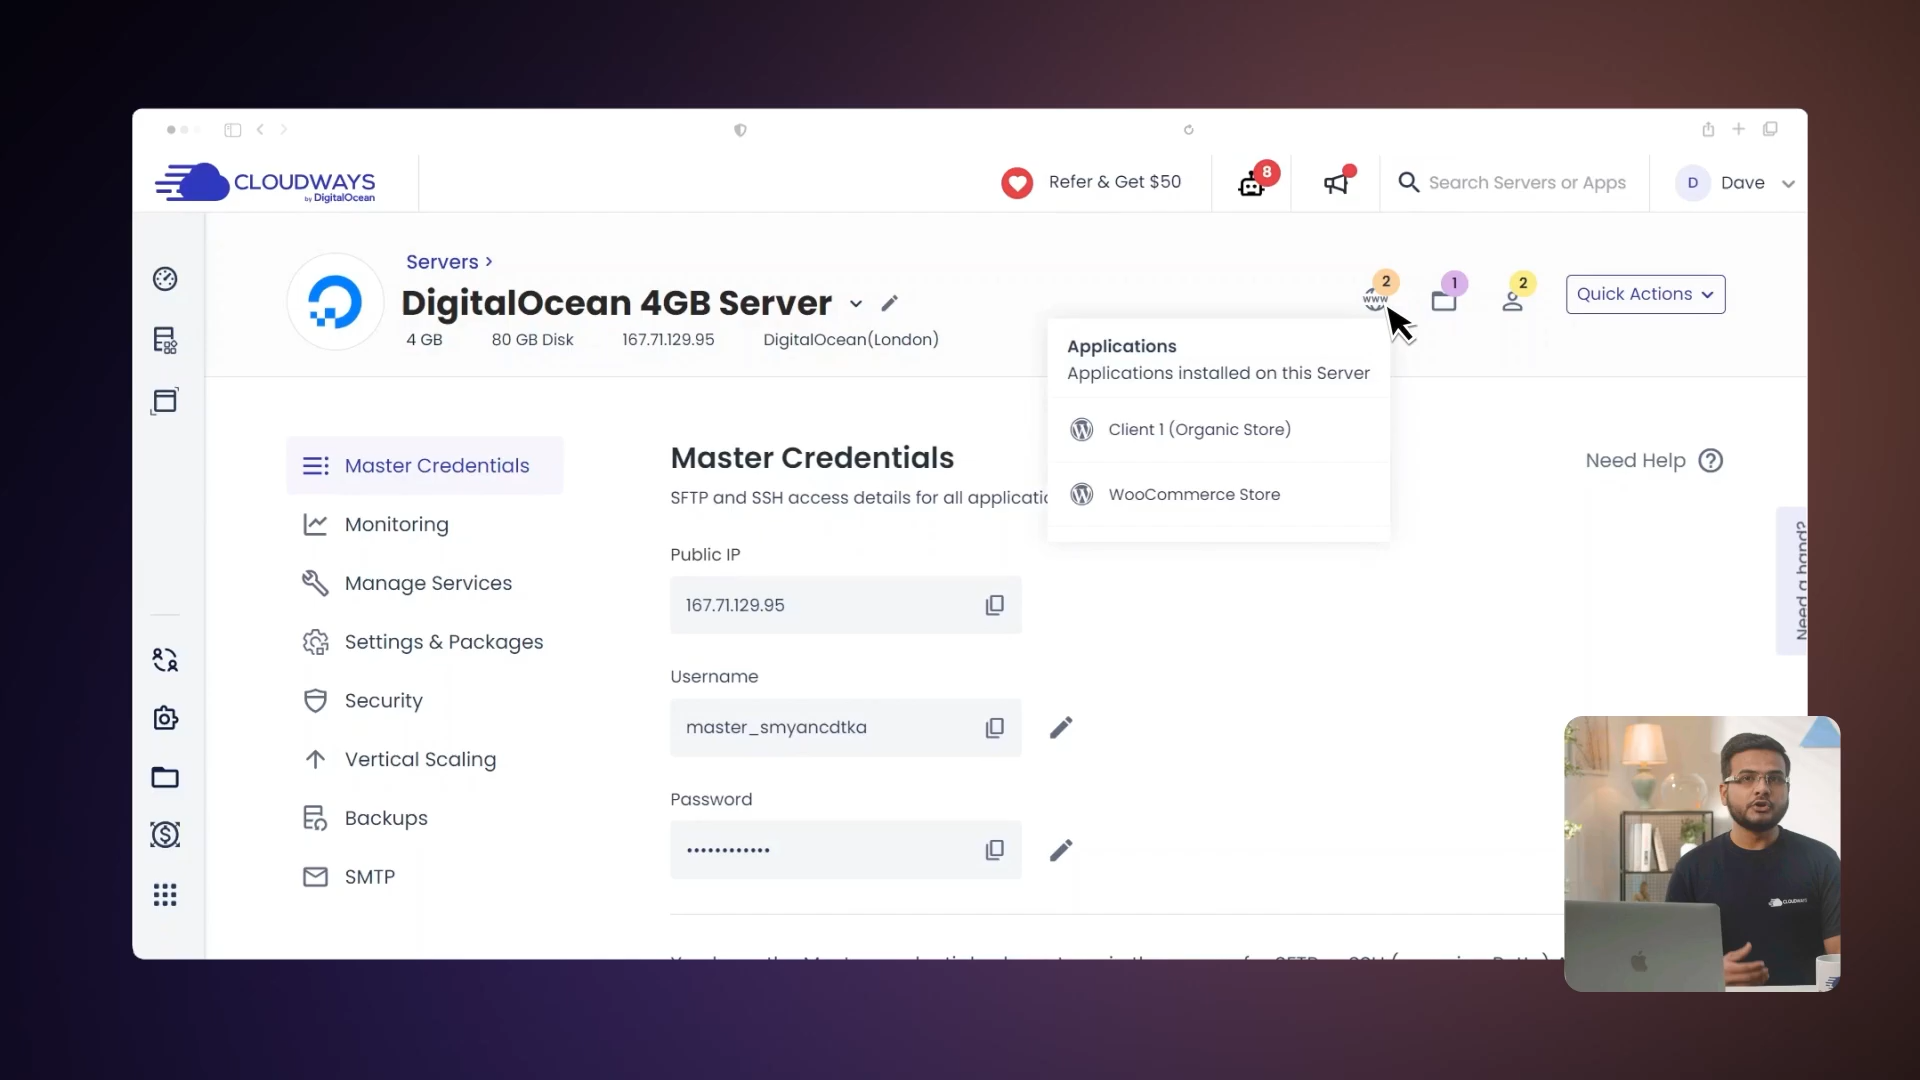 CLOUDWAYS
by DigitalOcean
Refer & Get $50
8
Search Servers or Apps
D
Dave
Servers >
DigitalOcean 4GB Server
4 GB
80 GB Disk
167.71.129.95
DigitalOcean(London)
WWW
2
1
2
Quick Actions
Applications
Applications installed on this Server
Client 1 (Organic Store)
WooCommerce Store
Master Credentials
Monitoring
Manage Services
Settings & Packages
Security
Vertical Scaling
Backups
SMTP
Master Credentials
SFTP and SSH access details for all
Need Help ?
Public IP
167.71.129.95
Username
master_smyancdtka
Password
••••••••••••
Need a hand?
CLOUDWAYS